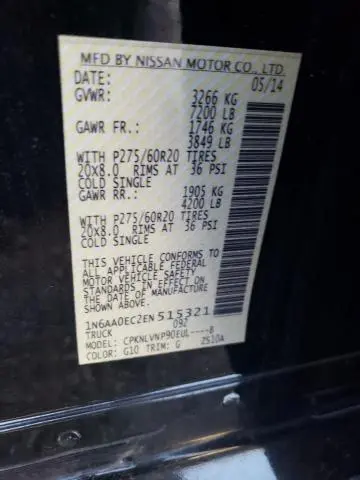 MFD BY NISSAN MOTOR CO., LTD.
DATE: 05/14
GVWR: 3266 KG
7200 LB
GAWR FR.: 1746 KG
3849 LB
WITH P275/60R20 TIRES
20x8.0 RIMS AT 36 PSI
COLD SINGLE
GAWR RR.: 1905 KG
4200 LB
WITH P275/60R20 TIRES
20x8.0 RIMS AT 36 PSI
COLD SINGLE
THIS VEHICLE CONFORMS TO
ALL APPLICABLE FEDERAL
MOTOR VEHICLE SAFETY
STANDARDS IN EFFECT ON
THE DATE OF MANUFACTURE
SHOWN ABOVE.
1N6AA0EC2EN515321
TRUCK 092
MODEL: CPKNLVNP90EUL----B
COLOR: G10 TRIM: G 2510A